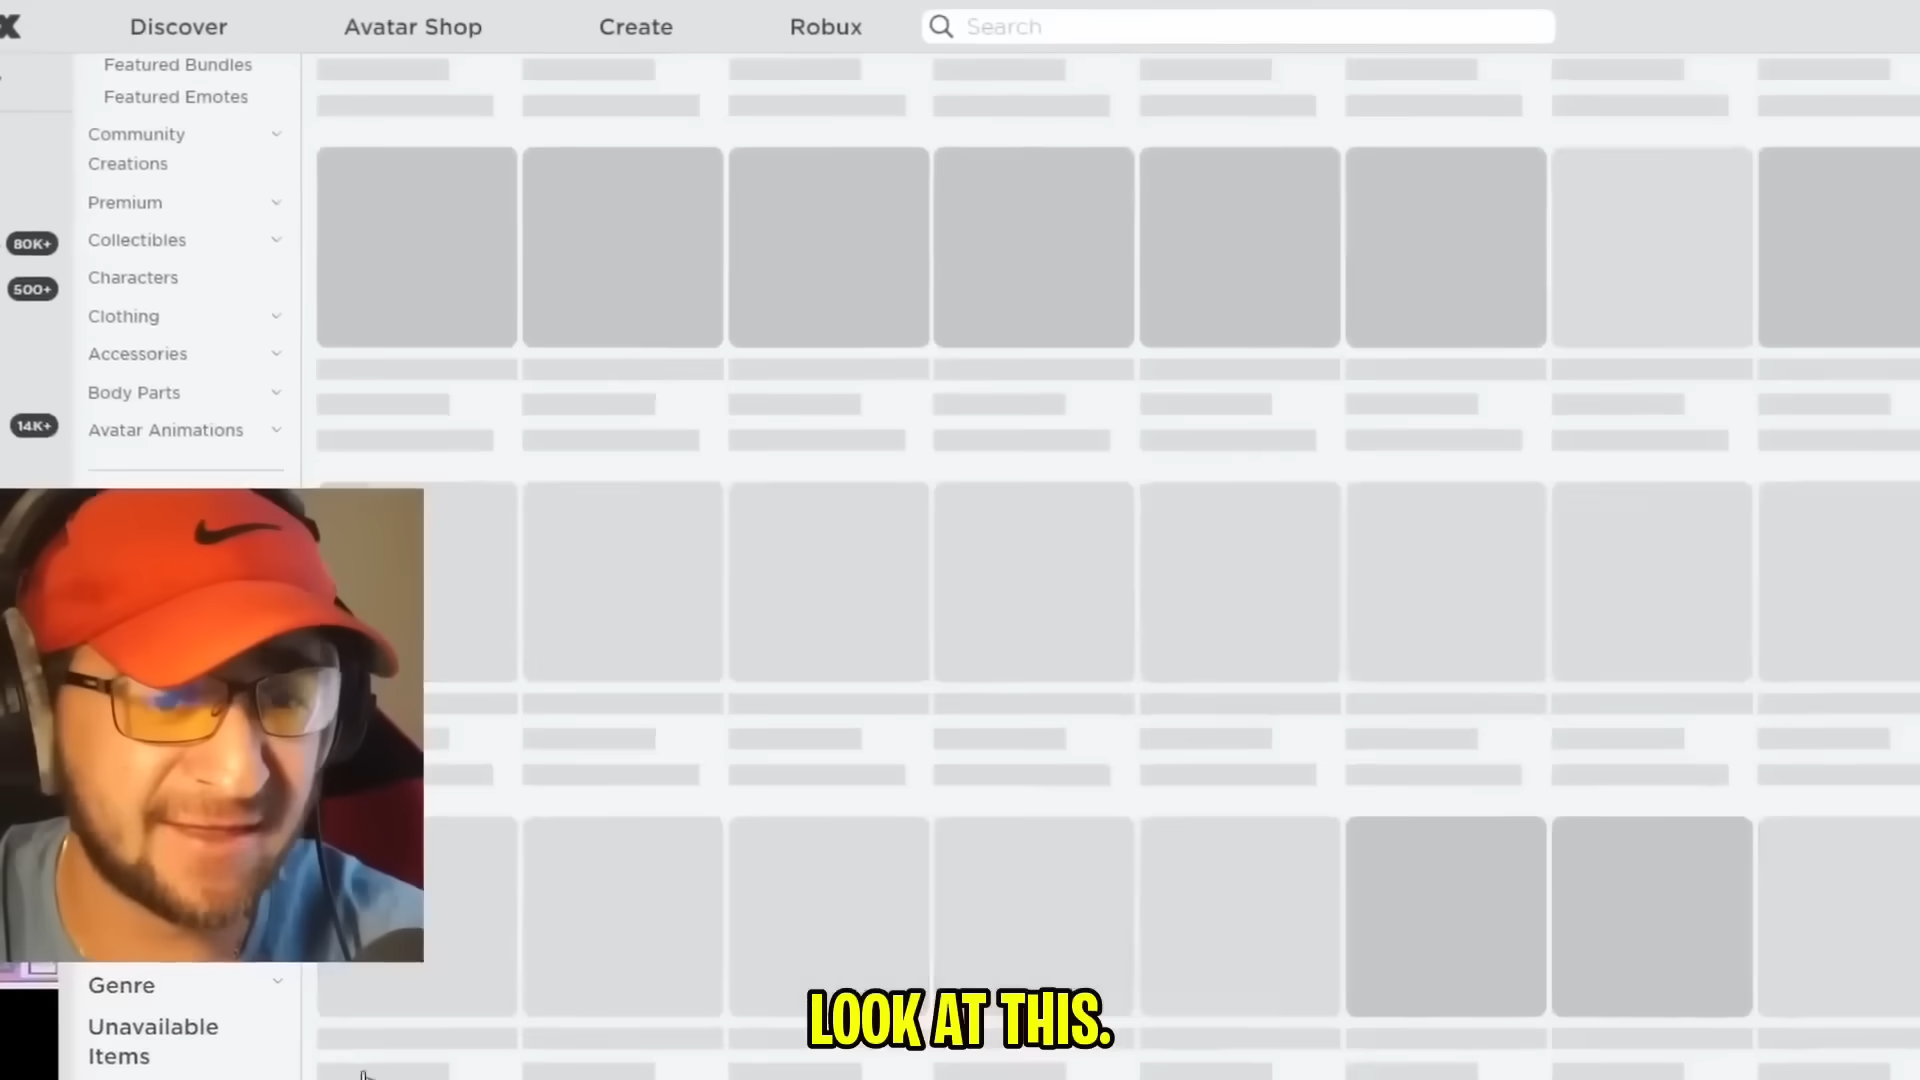 Discover
Avatar Shop
Create
Robux
Search
Featured Bundles
Featured Emotes
Community
Creations
Premium
80K+
Collectibles
Characters
500+
Clothing
Accessories
Body Parts
14K+
Avatar Animations
Genre
Unavailable
Items
LOOK AT THIS.